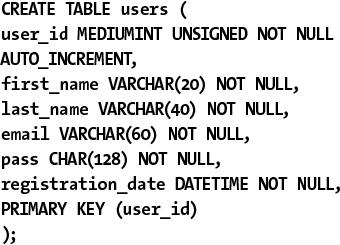 CREATE TABLE users (
user_id MEDIUMINT UNSIGNED NOT NULL
AUTO_INCREMENT,
first_name VARCHAR(20) NOT NULL,
last_name VARCHAR(40) NOT NULL,
email VARCHAR(60) NOT NULL,
pass CHAR(128) NOT NULL,
registration_date DATETIME NOT NULL,
PRIMARY KEY (user_id)
);